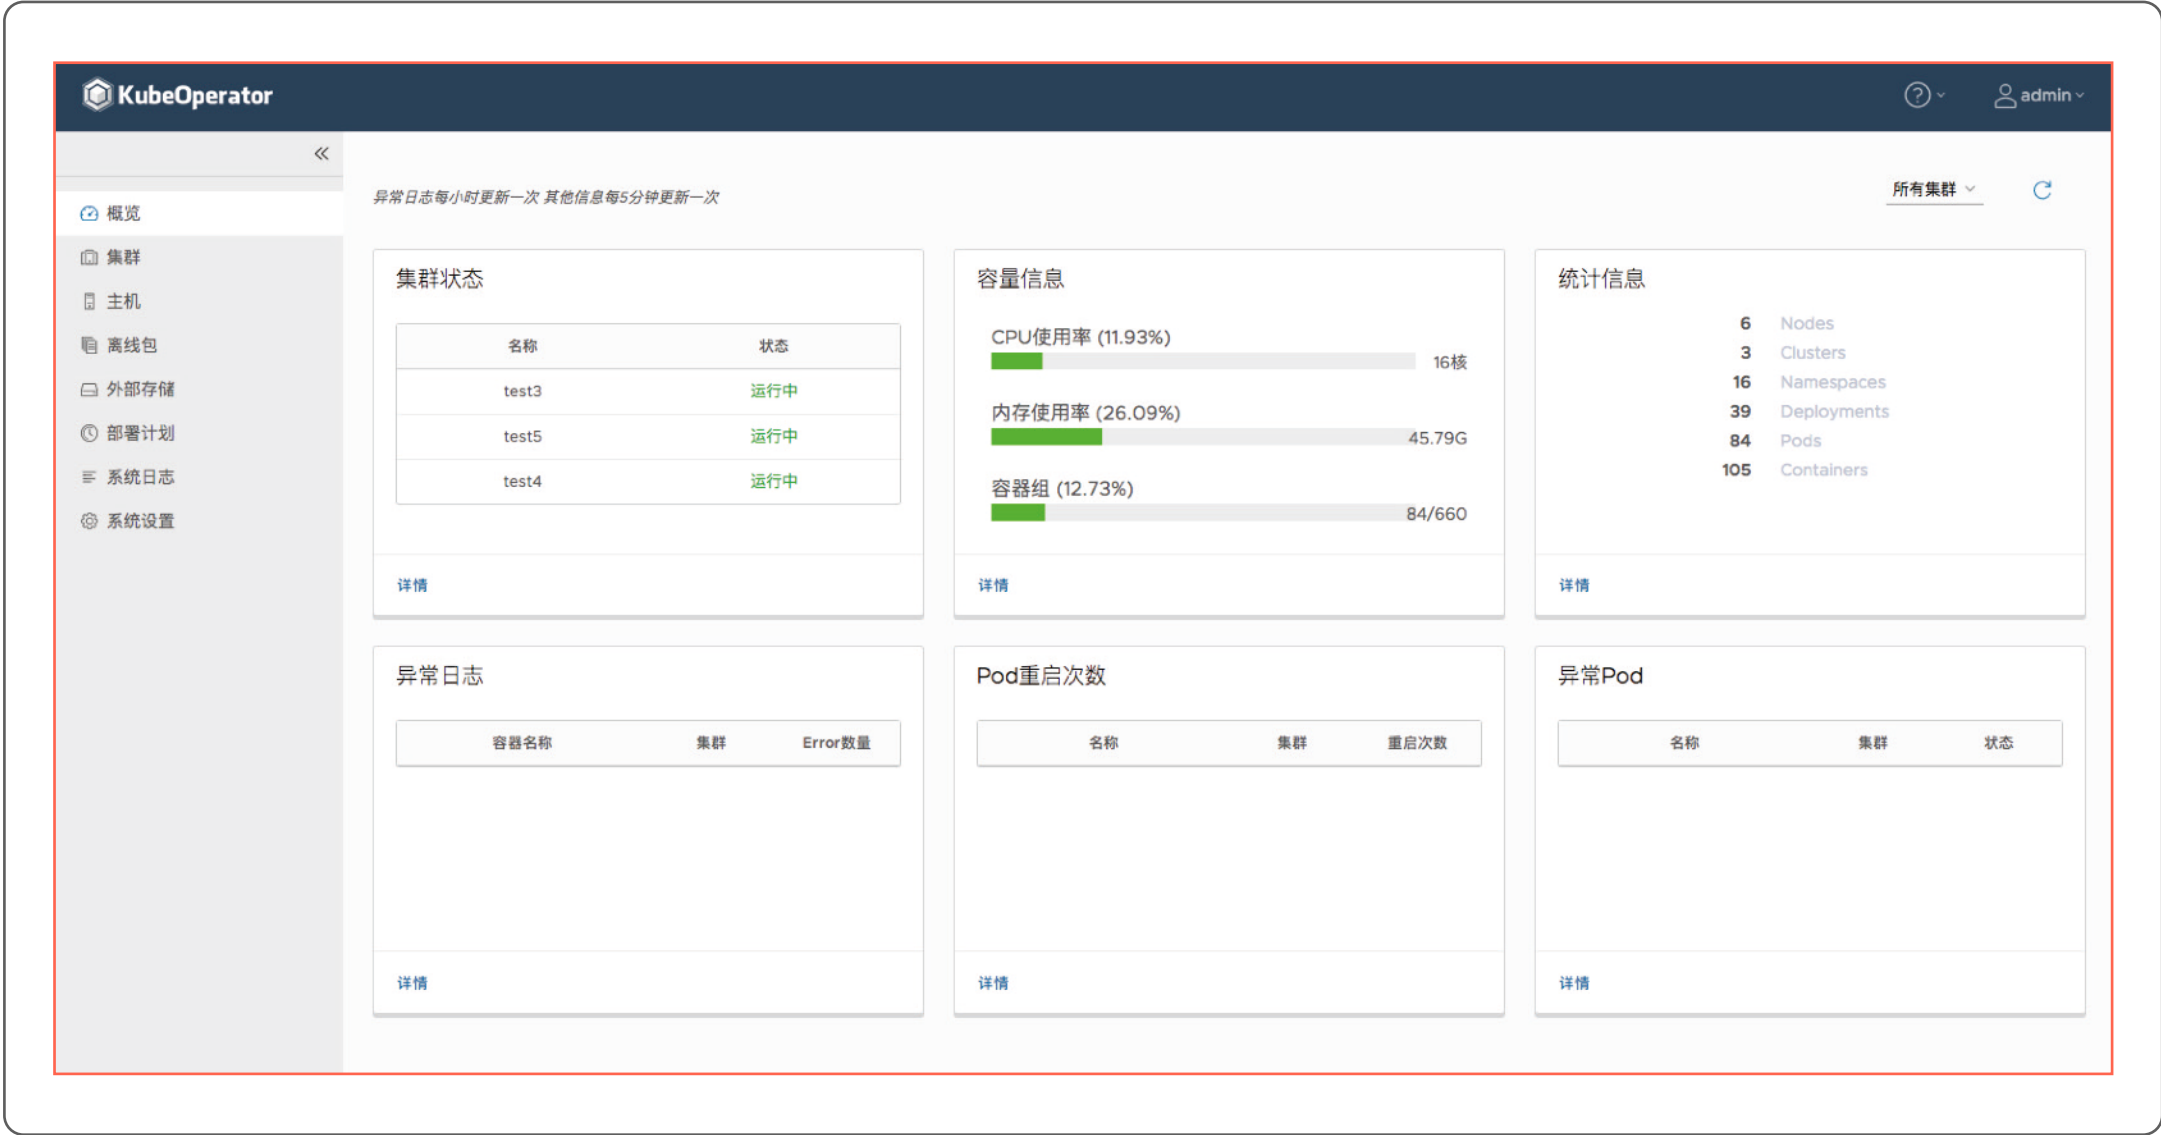 KubeOperator
admin
概览
集群
主机
离线包
外部存储
部署计划
系统日志
系统设置
异常日志每小时更新一次 其他信息每5分钟更新一次
所有集群
集群状态
名称 状态
test3 运行中
test5 运行中
test4 运行中
详情
容量信息
CPU使用率 (11.93%)
16核
内存使用率 (26.09%)
45.79G
容器组 (12.73%)
84/660
详情
统计信息
6 Nodes
3 Clusters
16 Namespaces
39 Deployments
84 Pods
105 Containers
详情
异常日志
容器名称 集群 Error数量
详情
Pod重启次数
名称 集群 重启次数
详情
异常Pod
名称 集群 状态
详情